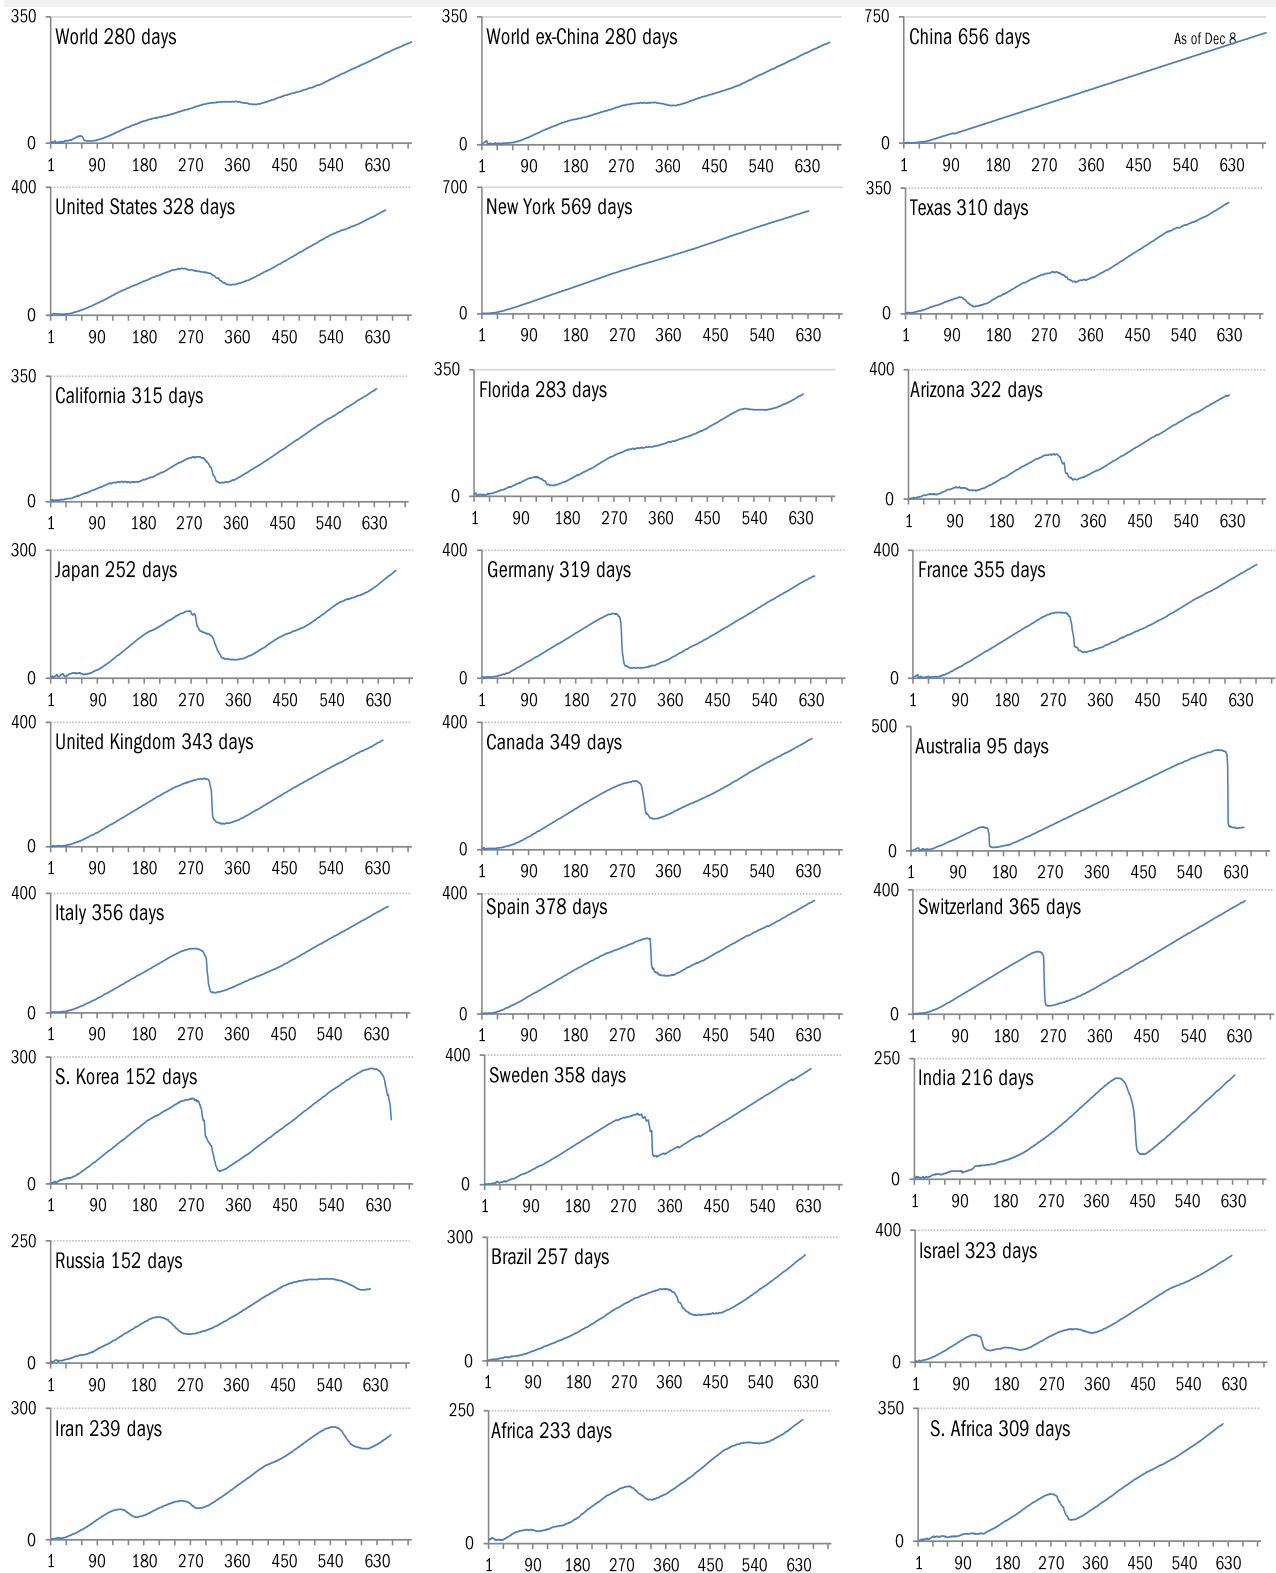 350 World 280 days 0
1 90 180 270 360 450 540 630
350 World ex-China 280 days 0
1 90 180 270 360 450 540 630
750 China 656 days As of Dec 8 0
1 90 180 270 360 450 540 630
400 United States 328 days 0
1 90 180 270 360 450 540 630
700 New York 569 days 0
1 90 180 270 360 450 540 630
350 Texas 310 days 0
1 90 180 270 360 450 540 630
350 California 315 days 0
1 90 180 270 360 450 540 630
350 Florida 283 days 0
1 90 180 270 360 450 540 630
400 Arizona 322 days 0
1 90 180 270 360 450 540 630
300 Japan 252 days 0
1 90 180 270 360 450 540 630
400 Germany 319 days 0
1 90 180 270 360 450 540 630
400 France 355 days 0
1 90 180 270 360 450 540 630
400 United Kingdom 343 days 0
1 90 180 270 360 450 540 630
400 Canada 349 days 0
1 90 180 270 360 450 540 630
500 Australia 95 days 0
1 90 180 270 360 450 540 630
400 Italy 356 days 0
1 90 180 270 360 450 540 630
400 Spain 378 days 0
1 90 180 270 360 450 540 630
400 Switzerland 365 days 0
1 90 180 270 360 450 540 630
300 S. Korea 152 days 0
1 90 180 270 360 450 540 630
400 Sweden 358 days 0
1 90 180 270 360 450 540 630
250 India 216 days 0
1 90 180 270 360 450 540 630
250 Russia 152 days 0
1 90 180 270 360 450 540 630
300 Brazil 257 days 0
1 90 180 270 360 450 540 630
400 Israel 323 days 0
1 90 180 270 360 450 540 630
300 Iran 239 days 0
1 90 180 270 360 450 540 630
250 Africa 233 days 0
1 90 180 270 360 450 540 630
350 S. Africa 309 days 0
1 90 180 270 360 450 540 630